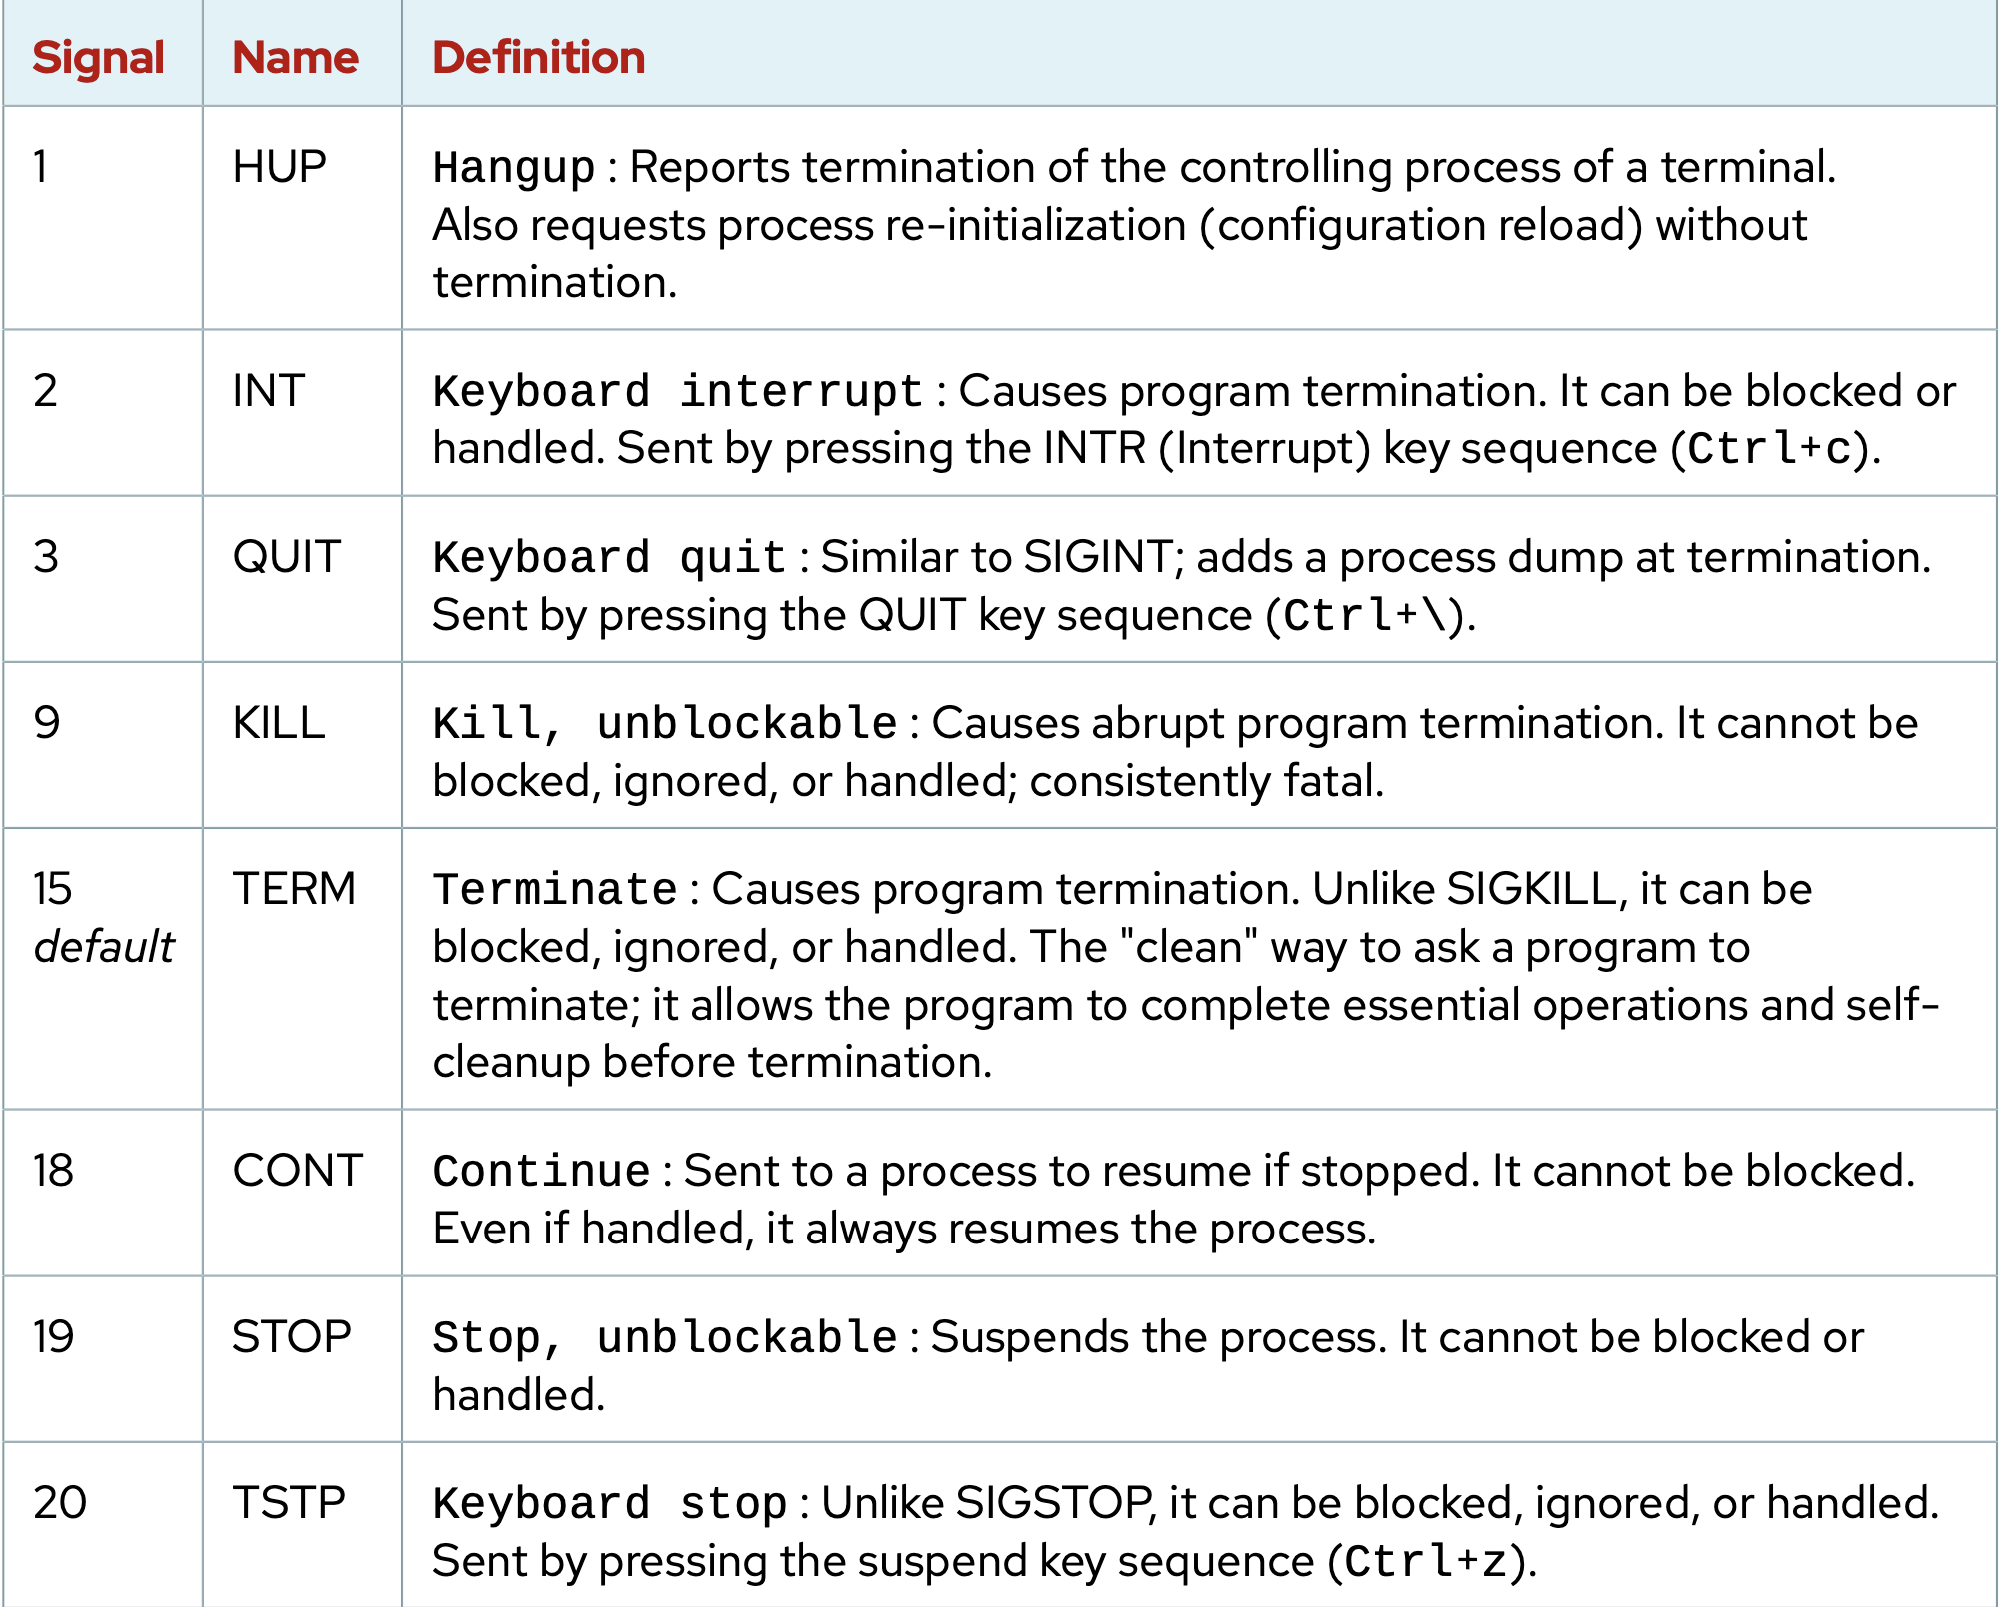 Signal Name Definition
1 HUP Hangup : Reports termination of the controlling process of a terminal.
Also requests process re-initialization (configuration reload) without
termination.
2 INT Keyboard interrupt : Causes program termination. It can be blocked or
handled. Sent by pressing the INTR (Interrupt) key sequence (Ctrl+c).
3 QUIT Keyboard quit : Similar to SIGINT; adds a process dump at termination.
Sent by pressing the QUIT key sequence (Ctrl+\).
9 KILL Kill, unblockable : Causes abrupt program termination. It cannot be
blocked, ignored, or handled; consistently fatal.
15 TERM Terminate : Causes program termination. Unlike SIGKILL, it can be
default blocked, ignored, or handled. The "clean" way to ask a program to
terminate; it allows the program to complete essential operations and self-
cleanup before termination.
18 CONT Continue : Sent to a process to resume if stopped. It cannot be blocked.
Even if handled, it always resumes the process.
19 STOP Stop, unblockable : Suspends the process. It cannot be blocked or
handled.
20 TSTP Keyboard stop : Unlike SIGSTOP, it can be blocked, ignored, or handled.
Sent by pressing the suspend key sequence (Ctrl+z).